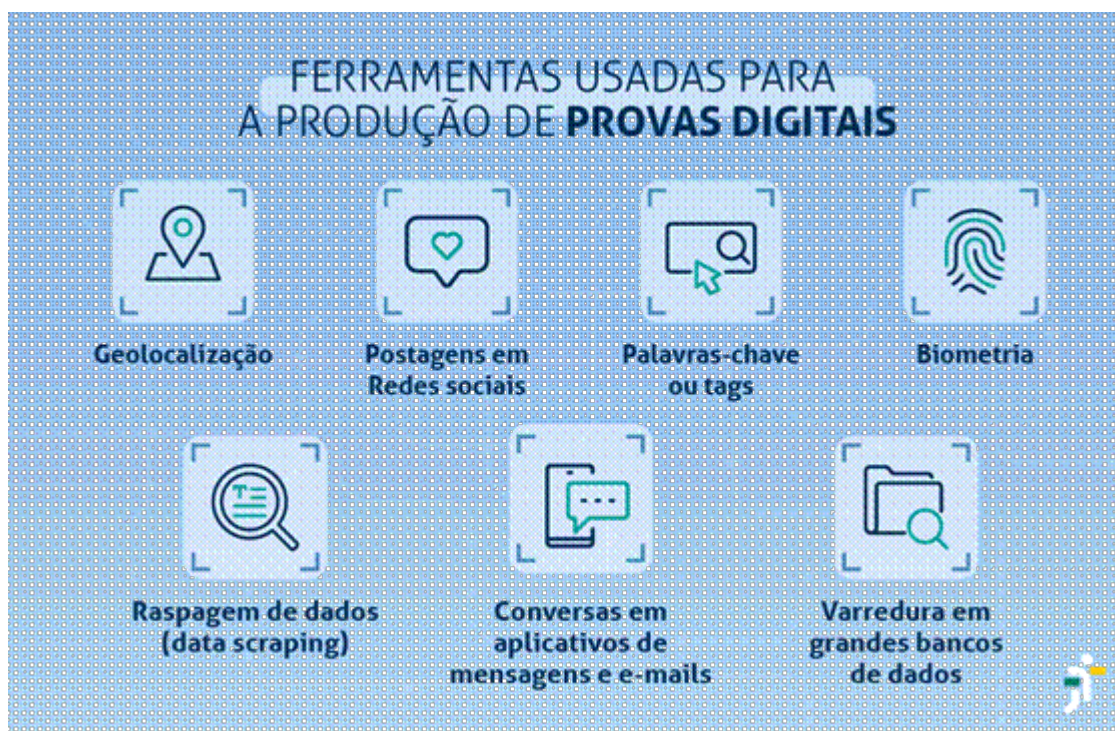 FERRAMENTAS USADAS PARA
A PRODUÇÃO DE PROVAS DIGITAIS
Geolocalização
Postagens em
Redes sociais
Palavras-chave
ou tags
Biometria
Raspagem de dados
(data scraping)
Conversas em
aplicativos de
mensagens e e-mails
Varredura em
grandes bancos
de dados